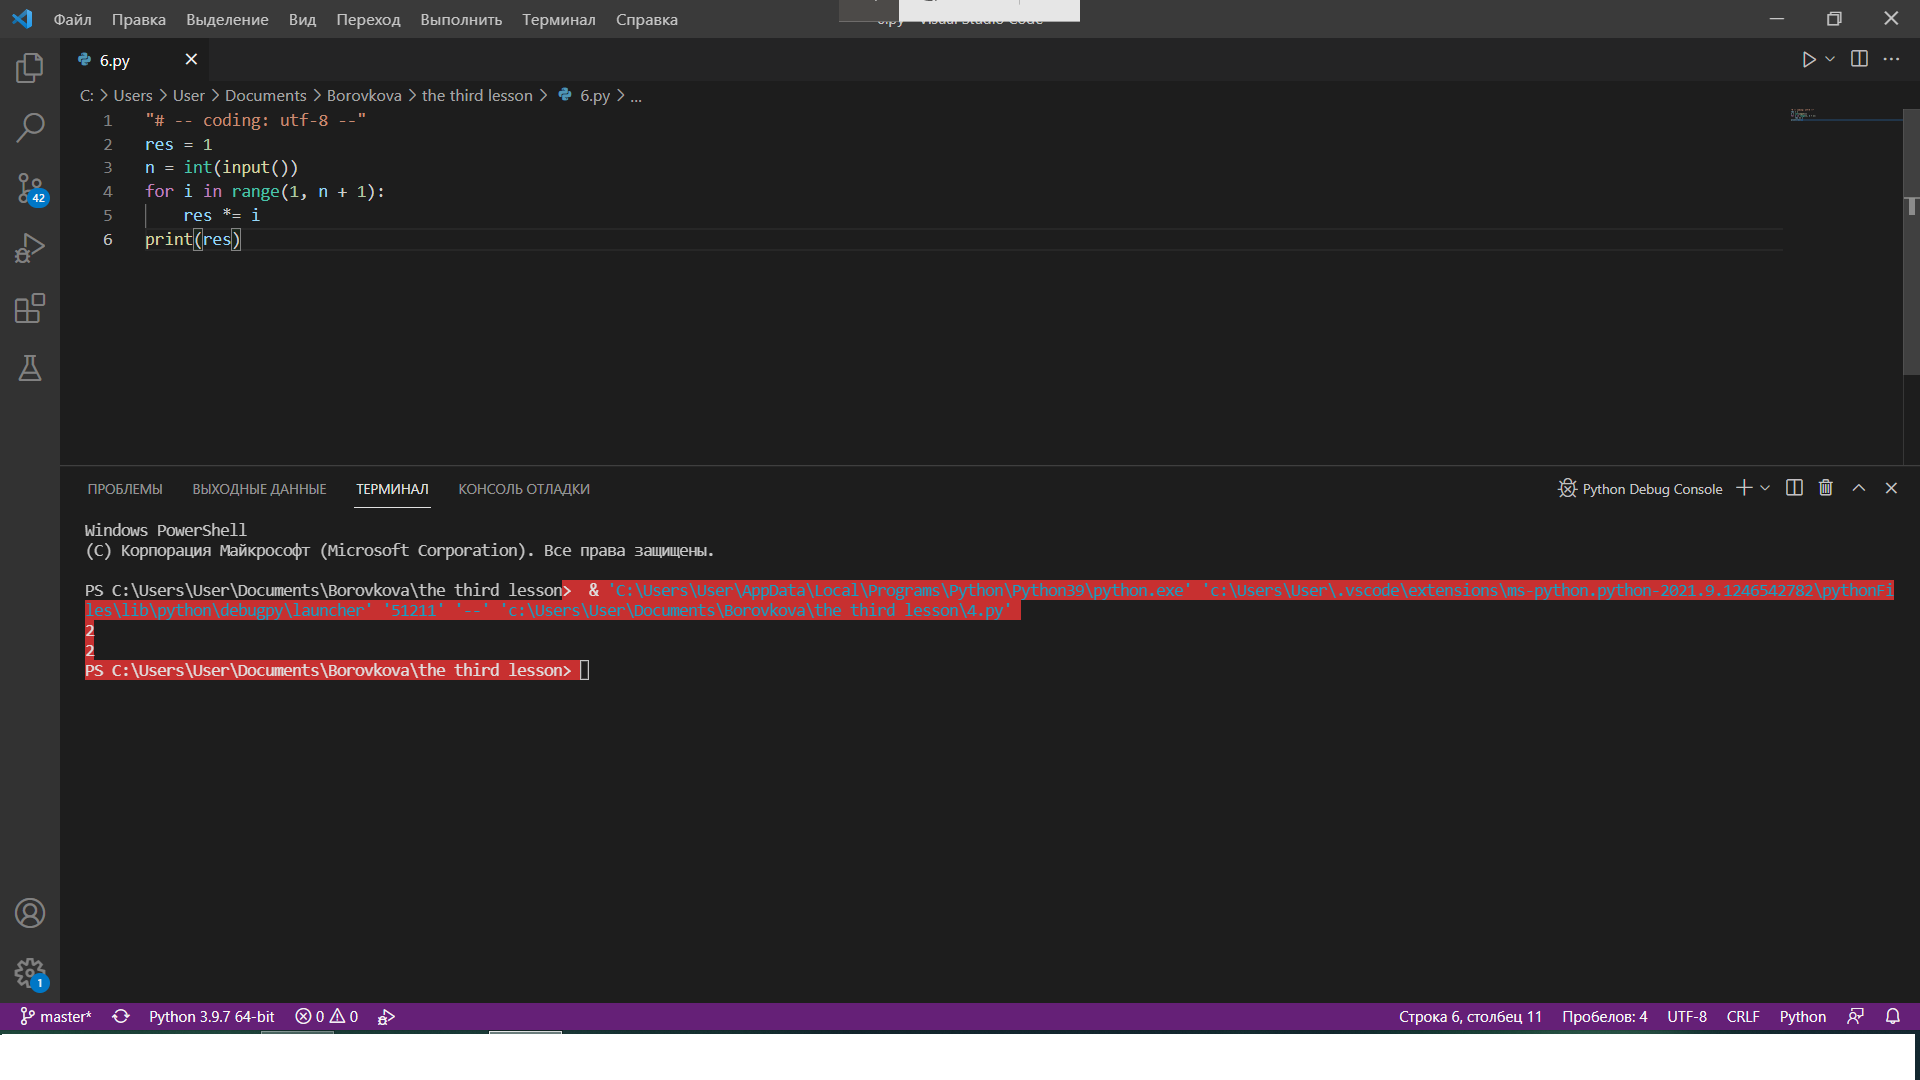 Файл Правка Выделение Вид Переход Выполнить Терминал Справка
6.py
C: Users User Documents Borovkova the third lesson 6.py ...
1 "# -- coding: utf-8 --"
2 res = 1
3 n = int(input())
4 for i in range(1, n + 1):
5 res *= i
6 print(res)
42
ПРОБЛЕМЫ ВЫХОДНЫЕ ДАННЫЕ ТЕРМИНАЛ КОНСОЛЬ ОТЛАДКИ Python Debug Console
Windows PowerShell
(C) Корпорация Майкрософт (Microsoft Corporation). Все права защищены.
PS C:\Users\User\Documents\Borovkova\the third lesson> & 'C:\Users\User\AppData\Local\Programs\Python\Python39\python.exe' 'c:\Users\User\.vscode\extensions\ms-python.python-2021.9.1246542782\pythonFi
les\lib\python\debugpy\launcher' '51211' '--' 'c:\Users\User\Documents\Borovkova\the third lesson\4.py'
2
2
PS C:\Users\User\Documents\Borovkova\the third lesson>
1
master* Python 3.9.7 64-bit 0 0 Строка 6, столбец 11 Пробелов: 4 UTF-8 CRLF Python